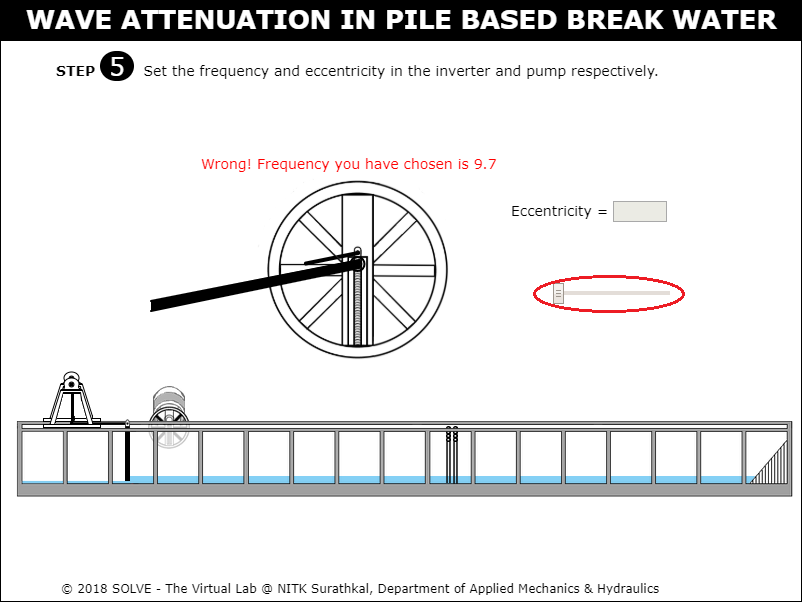 WAVE ATTENUATION IN PILE BASED BREAK WATER
STEP 5 Set the frequency and eccentricity in the inverter and pump respectively.
Wrong! Frequency you have chosen is 9.7
Eccentricity =
© 2018 SOLVE - The Virtual Lab @ NITK Surathkal, Department of Applied Mechanics & Hydraulics